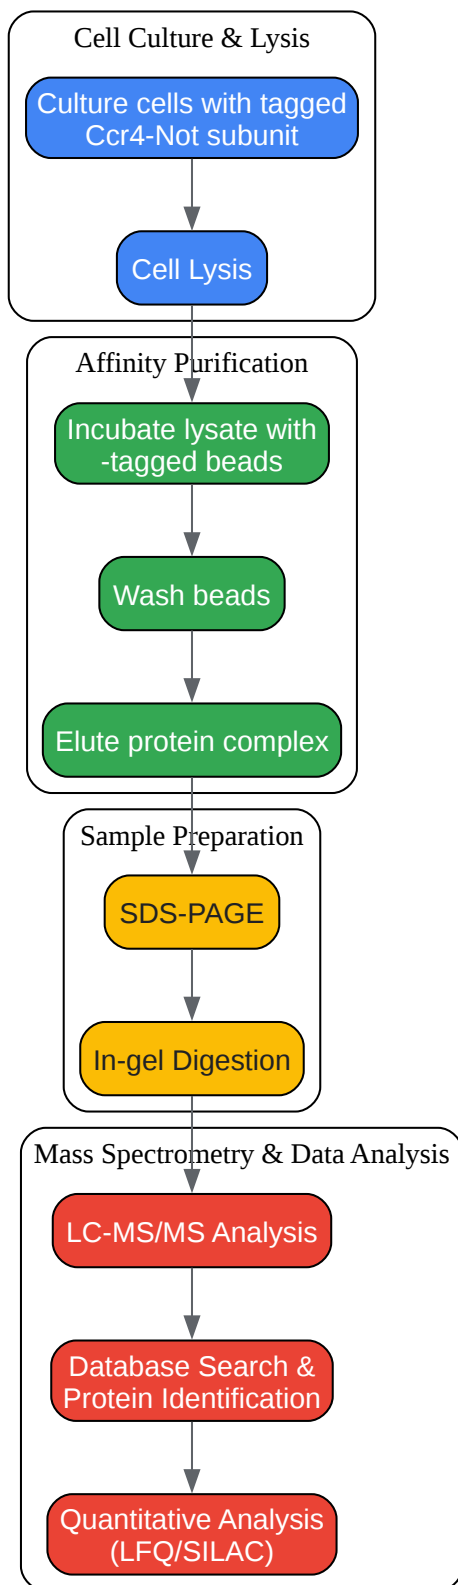 Cell Culture & Lysis
Culture cells with tagged
Ccr4-Not subunit
Cell Lysis
Affinity Purification
Incubate lysate with
-tagged beads
Wash beads
Elute protein complex
Sample Preparation
SDS-PAGE
In-gel Digestion
Mass Spectrometry & Data Analysis
LC-MS/MS Analysis
Database Search &
Protein Identification
Quantitative Analysis
(LFQ/SILAC)